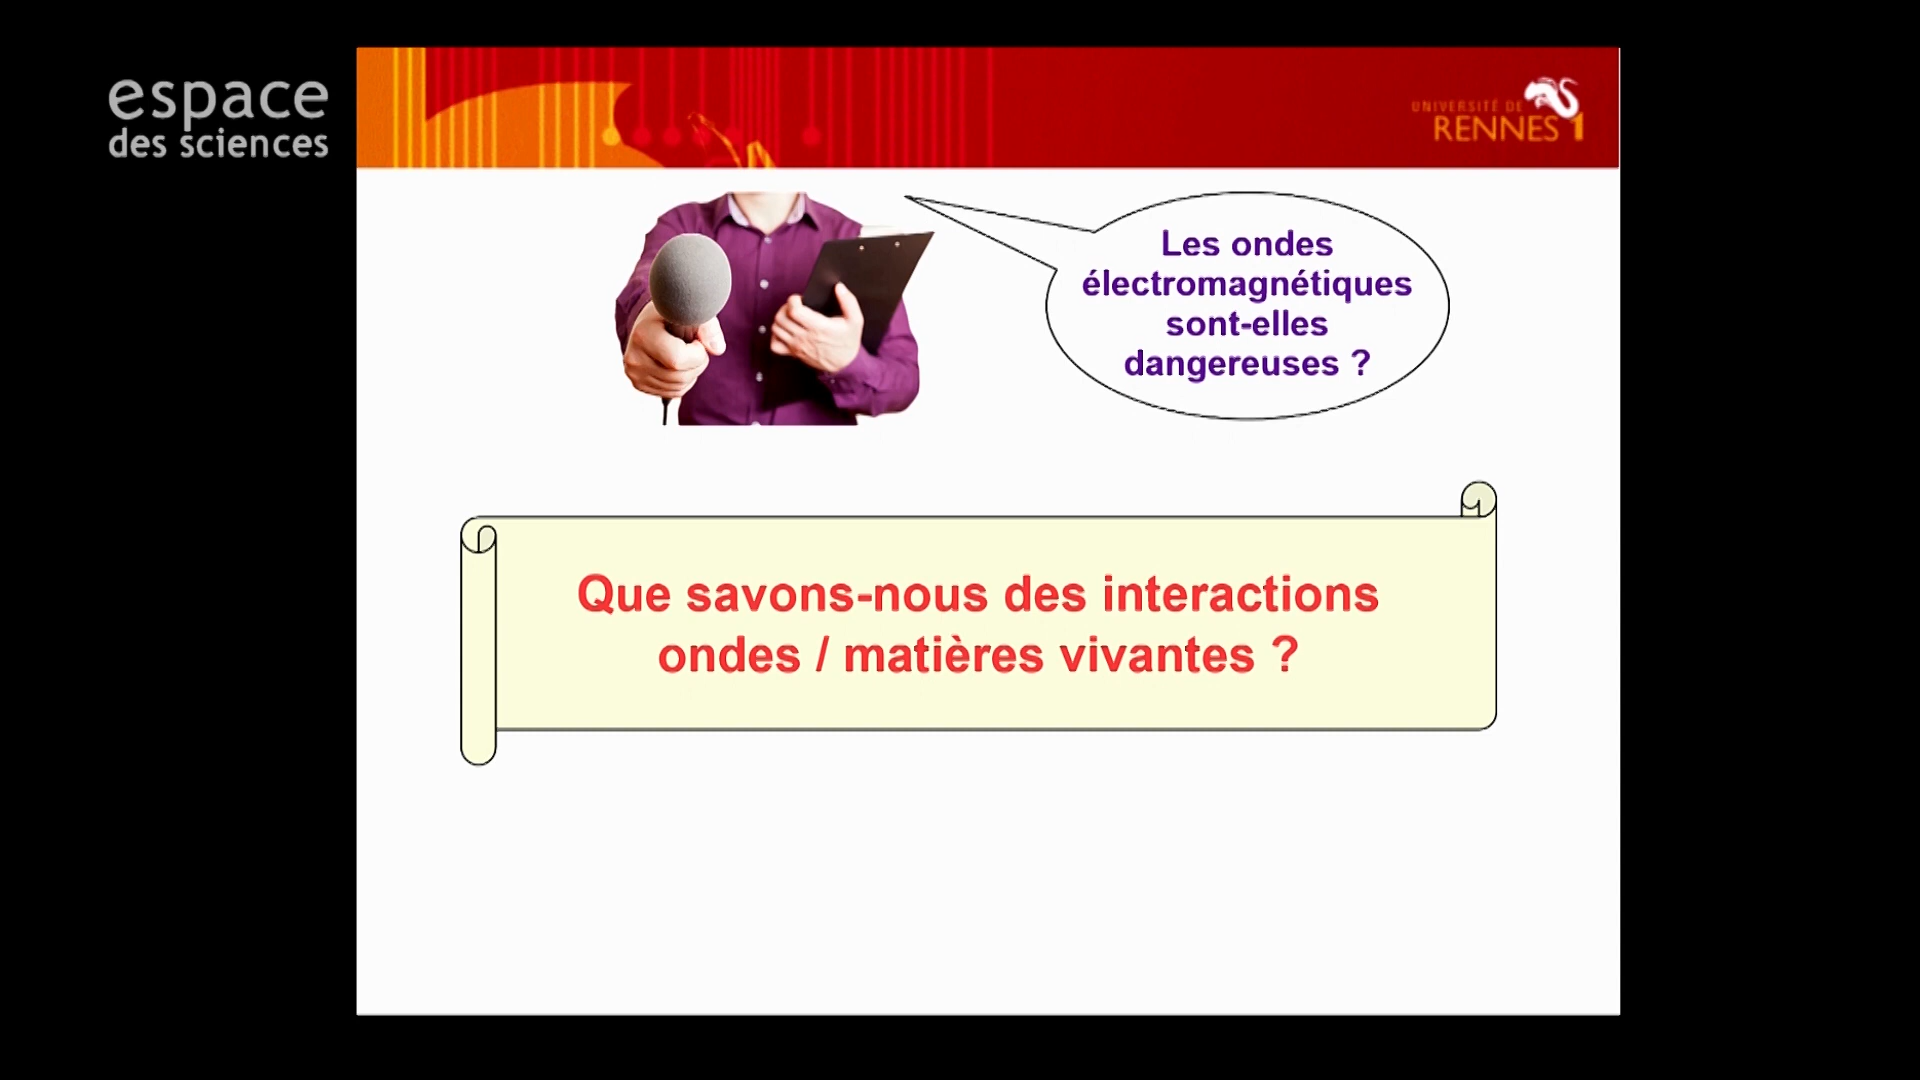 espace
des sciences
UNIVERSITÉ DE
RENNES 1
Les ondes
électromagnétiques
sont-elles
dangereuses ?
Que savons-nous des interactions
ondes / matières vivantes ?